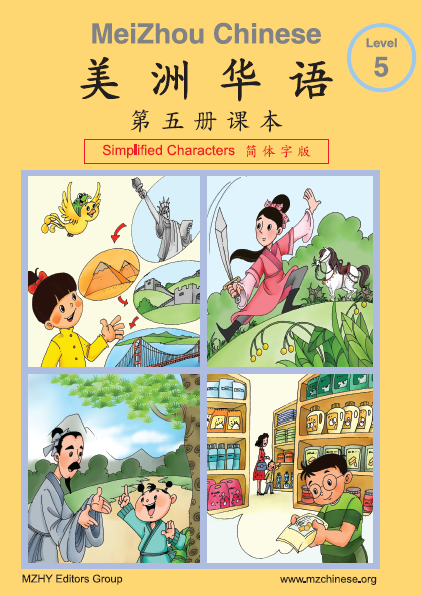 MeiZhou Chinese
Level
5
美洲华语
第五册课本
Simplified Characters 简体字版
MZHY Editors Group
www.mzchinese.org